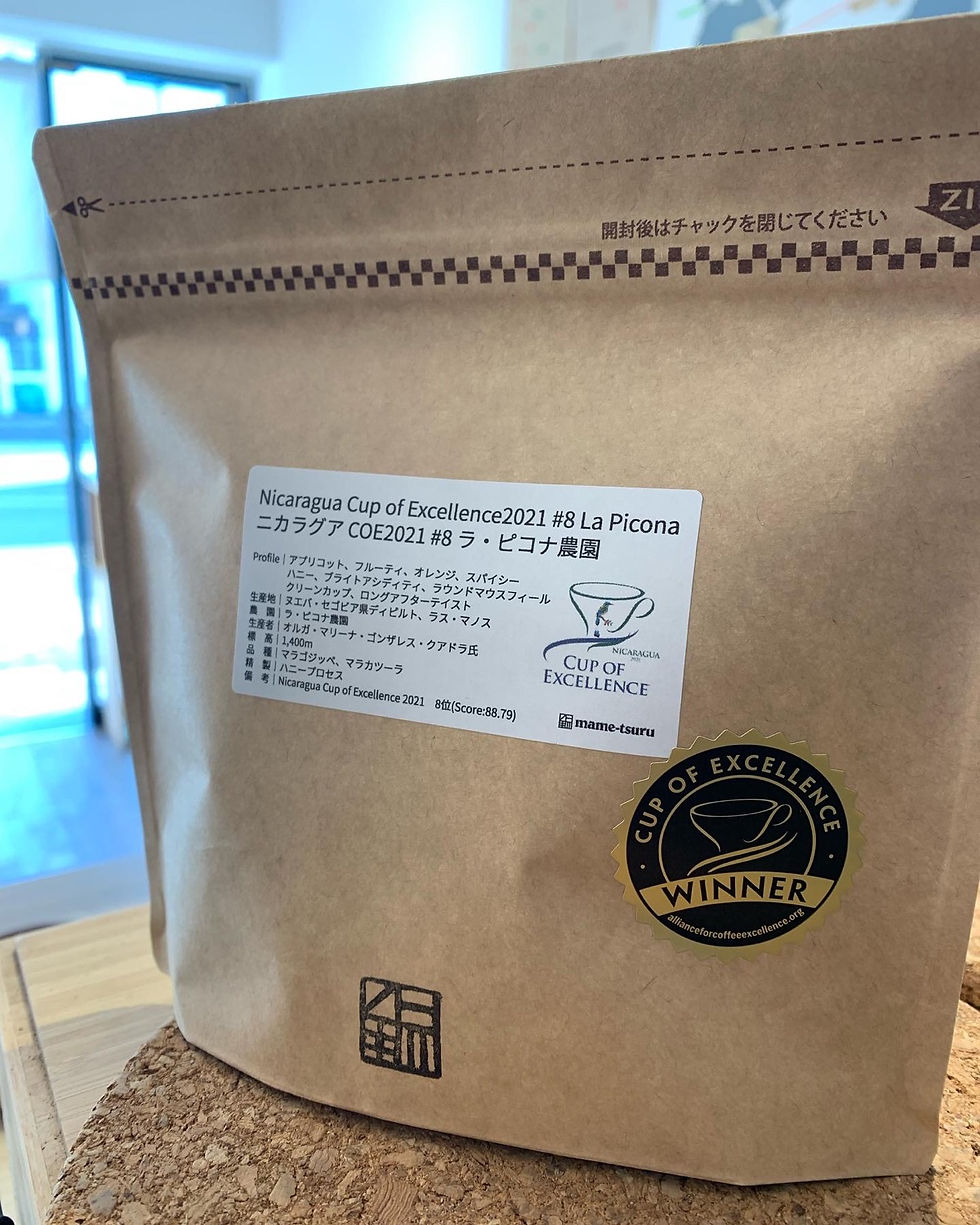 開封後はチャックを閉じてください
ZI
Nicaragua Cup of Excellence2021 #8 La Picona
ニカラグア COE2021 #8 ラ・ピコナ農園
Profile｜アプリコット、フルーティ、オレンジ、スパイシー
ハニー、ブライトアシディティ、ラウンドマウスフィール
クリーンカップ、ロングアフターテイスト
生産地｜ヌエバ・セゴビア県ディピルト、ラス・マノス
農 園｜ラ・ピコナ農園
生産者｜オルガ・マリーナ・ゴンザレス・クアドラ氏
標 高｜1,400m
品 種｜マラゴジッペ、マラカツーラ
精 製｜ハニープロセス
備 考｜Nicaragua Cup of Excellence 2021 8位(Score:88.79)
NICARAGUA
2021
CUP OF
EXCELLENCE
mame-tsuru
CUP OF EXCELLENCE
WINNER
allianceforcoffeeexcellence.org